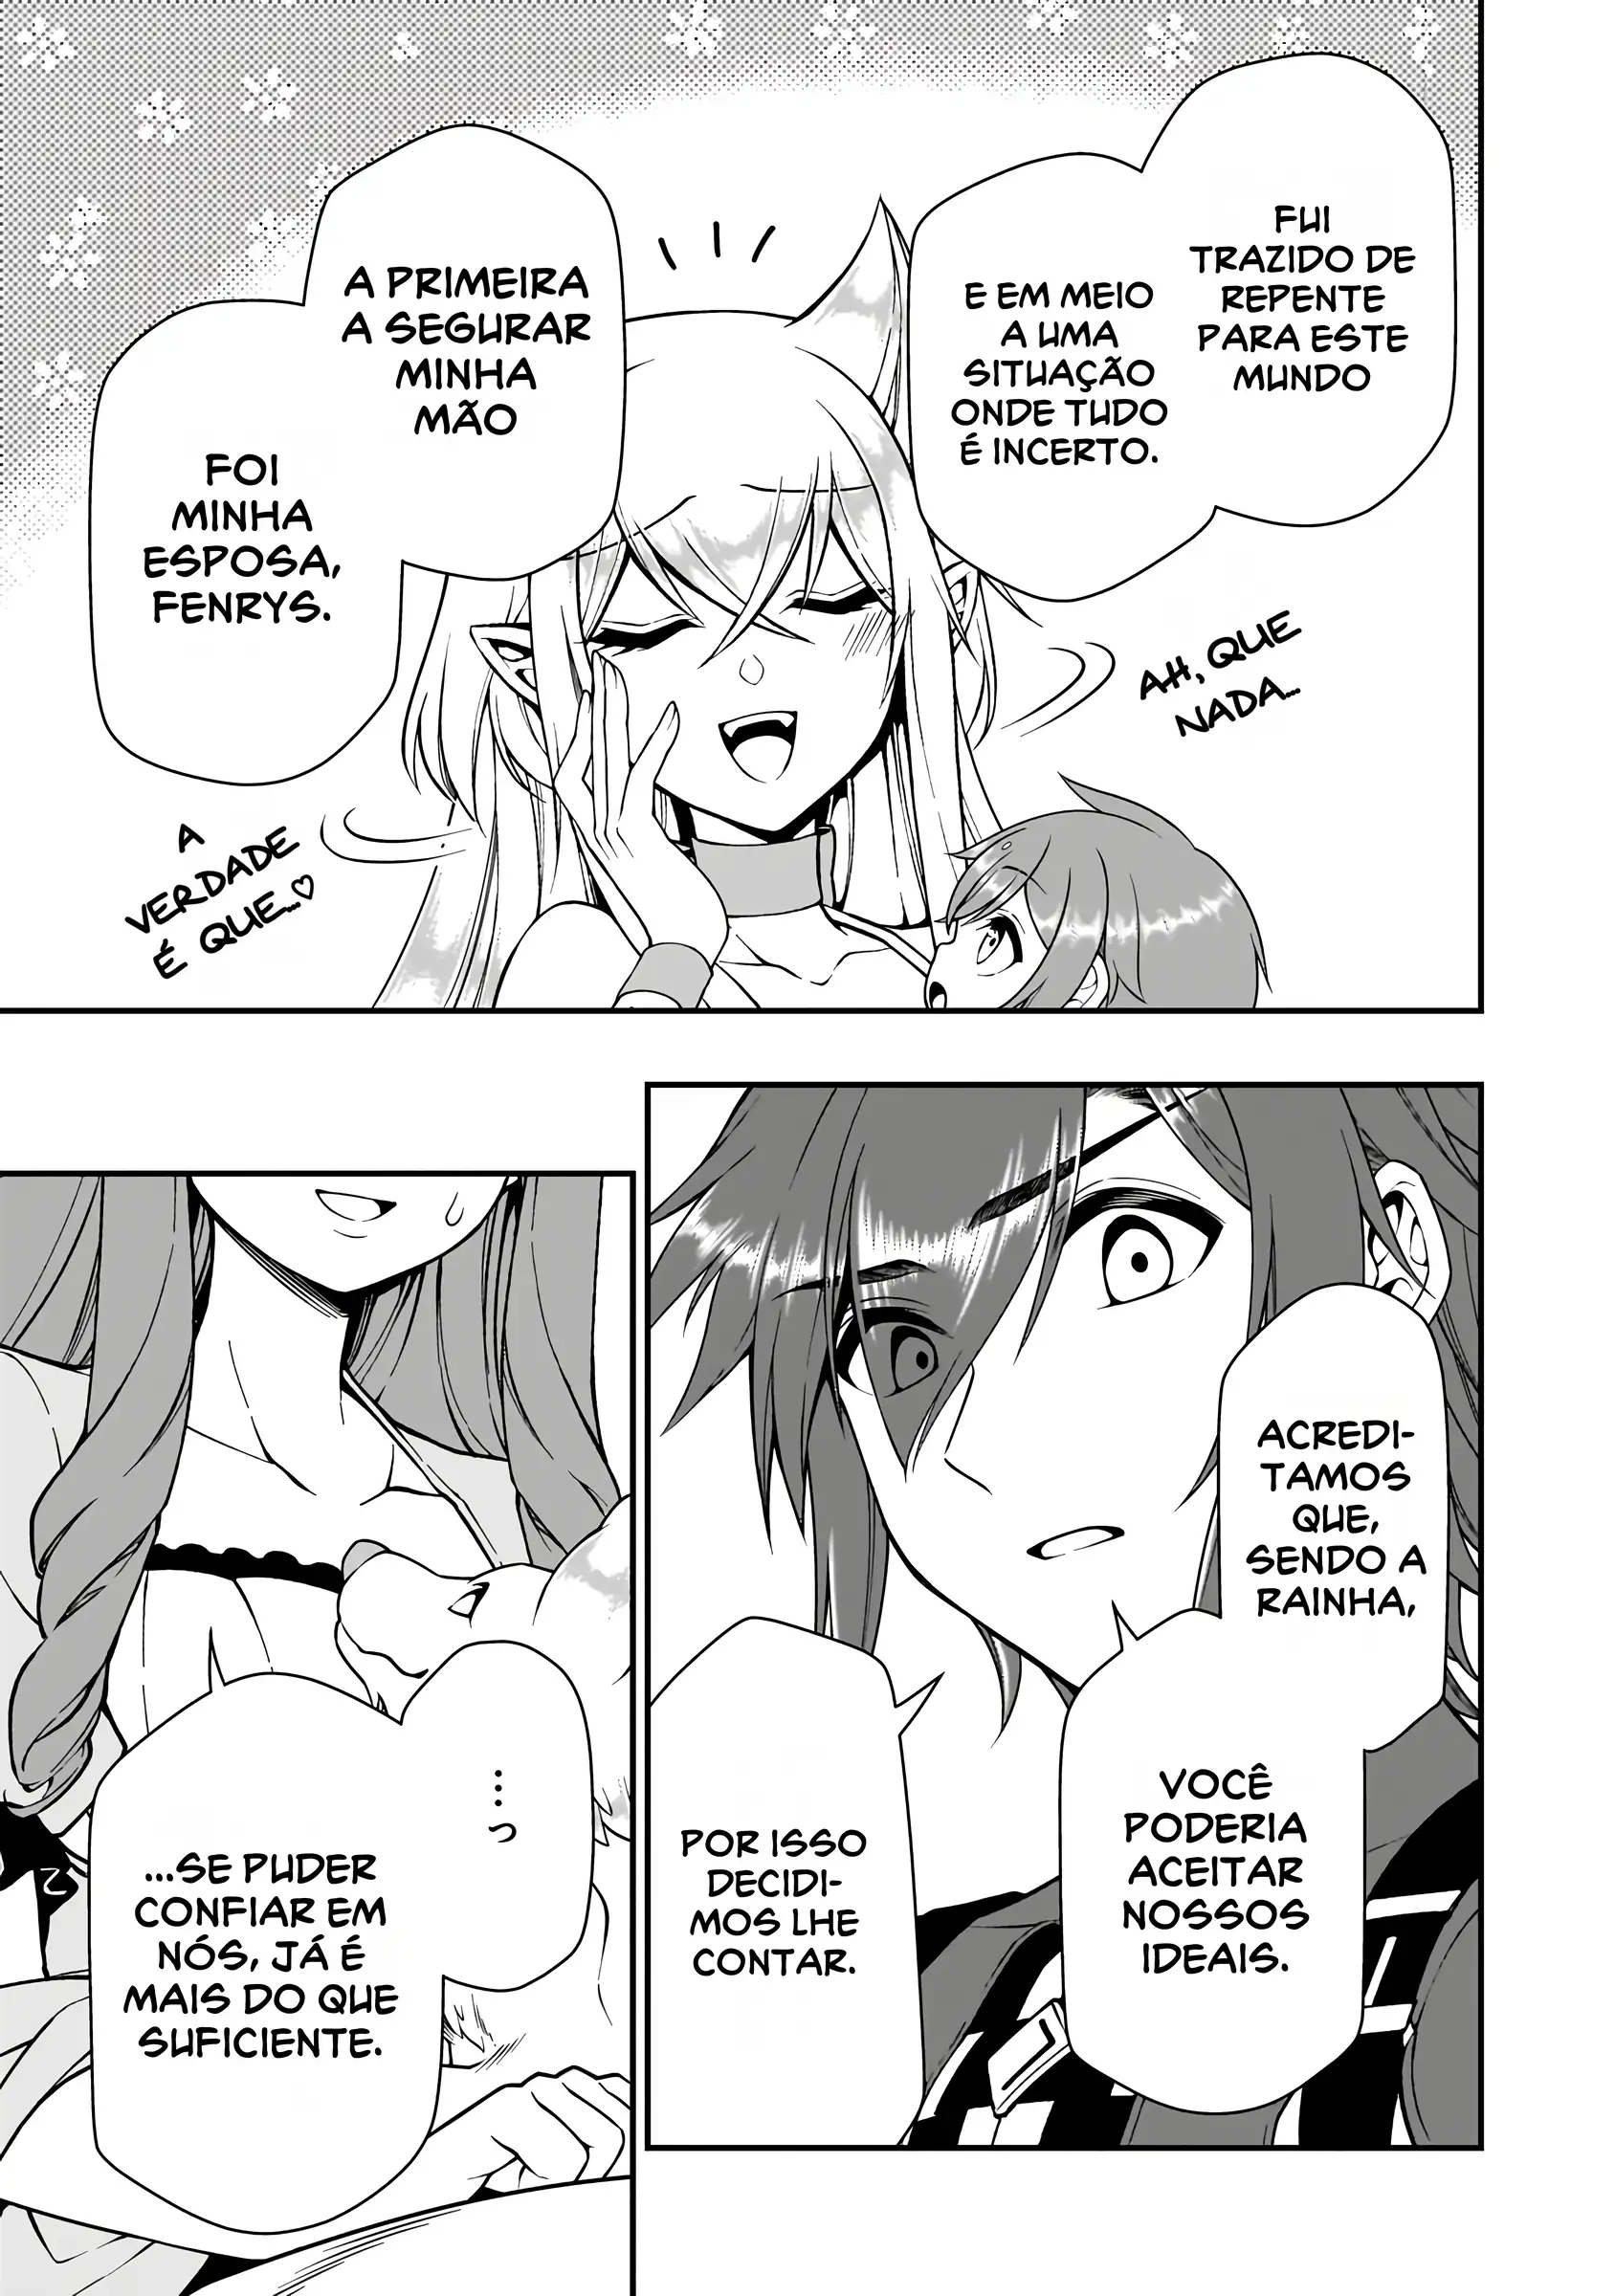 FUI
TRAZIDO DE
REPENTE
PARA ESTE
MUNDO
E EM MEIO
A UMA
SITUAÇÃO
ONDE TUDO
É INCERTO.
A PRIMEIRA
A SEGURAR
MINHA
MÃO
FOI
MINHA
ESPOSA,
FENRYS.
AH, QUE
NADA...
A
VERDADE
É QUE...♡
ACREDI-
TAMOS
QUE,
SENDO A
RAINHA,
VOCÊ
PODERIA
ACEITAR
NOSSOS
IDEAIS.
POR ISSO
DECIDI-
MOS LHE
CONTAR.
…っ
...SE PUDER
CONFIAR EM
NÓS, JÁ É
MAIS DO QUE
SUFICIENTE.